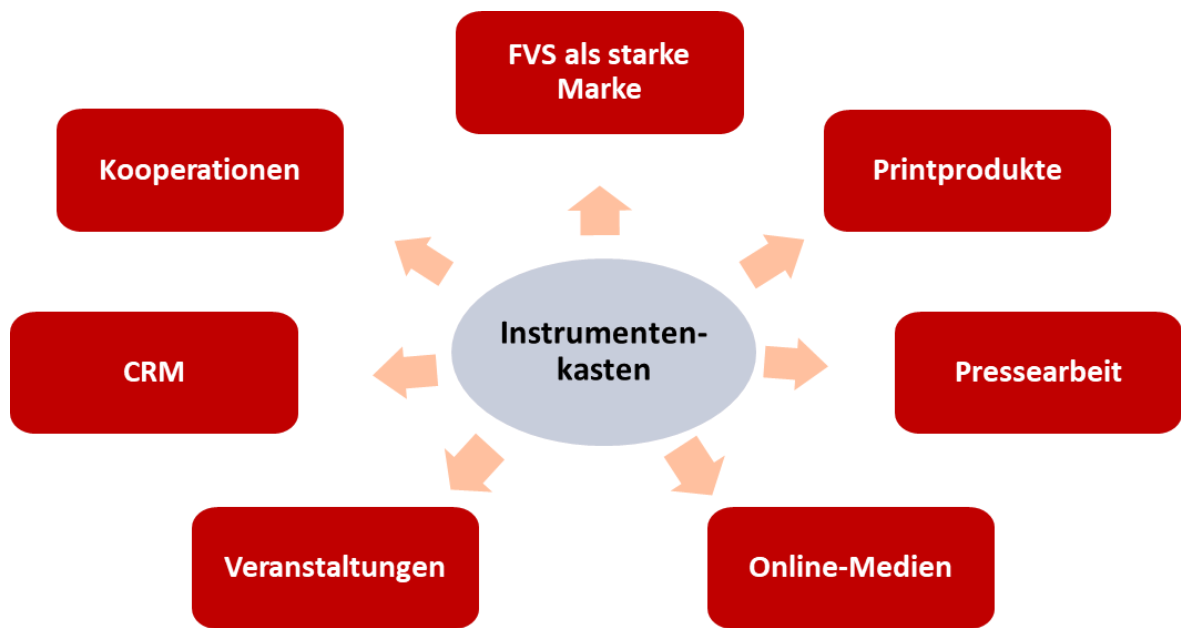 FVS als starke
Marke
Kooperationen
Printprodukte
Instrumenten-
kasten
CRM
Pressearbeit
Veranstaltungen
Online-Medien